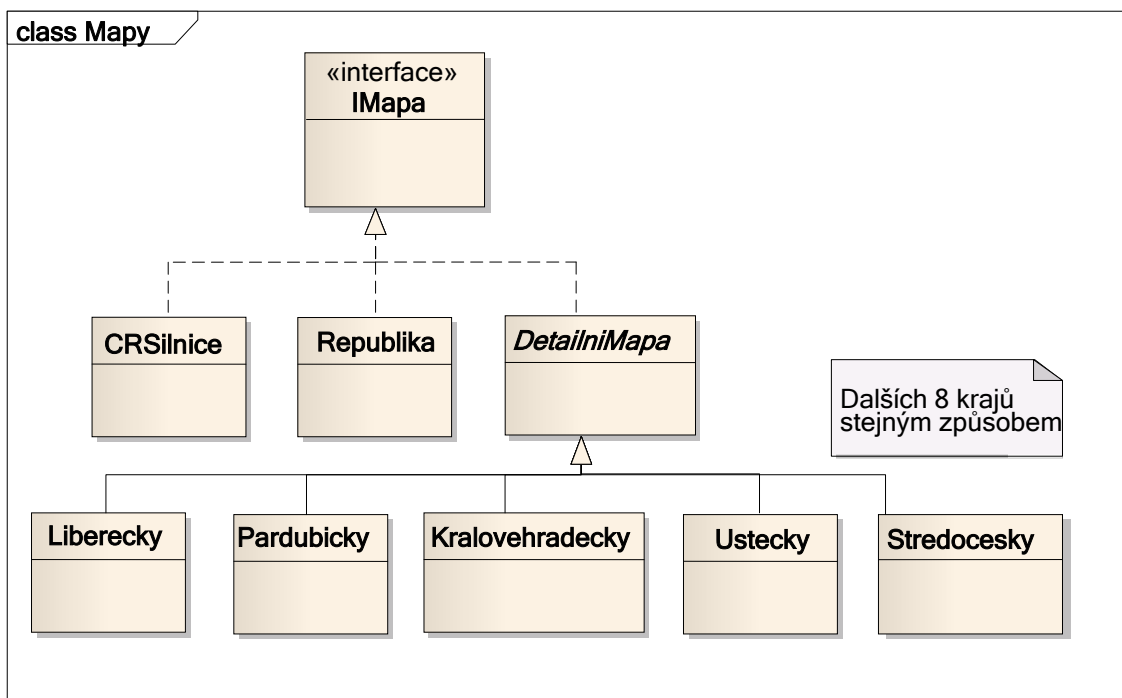 class Mapy
«interface»
IMapa
CRSilnice
Republika
DetailniMapa
Dalších 8 krajů
stejným způsobem
Liberecky
Pardubicky
Kralovehradecky
Ustecky
Stredocesky